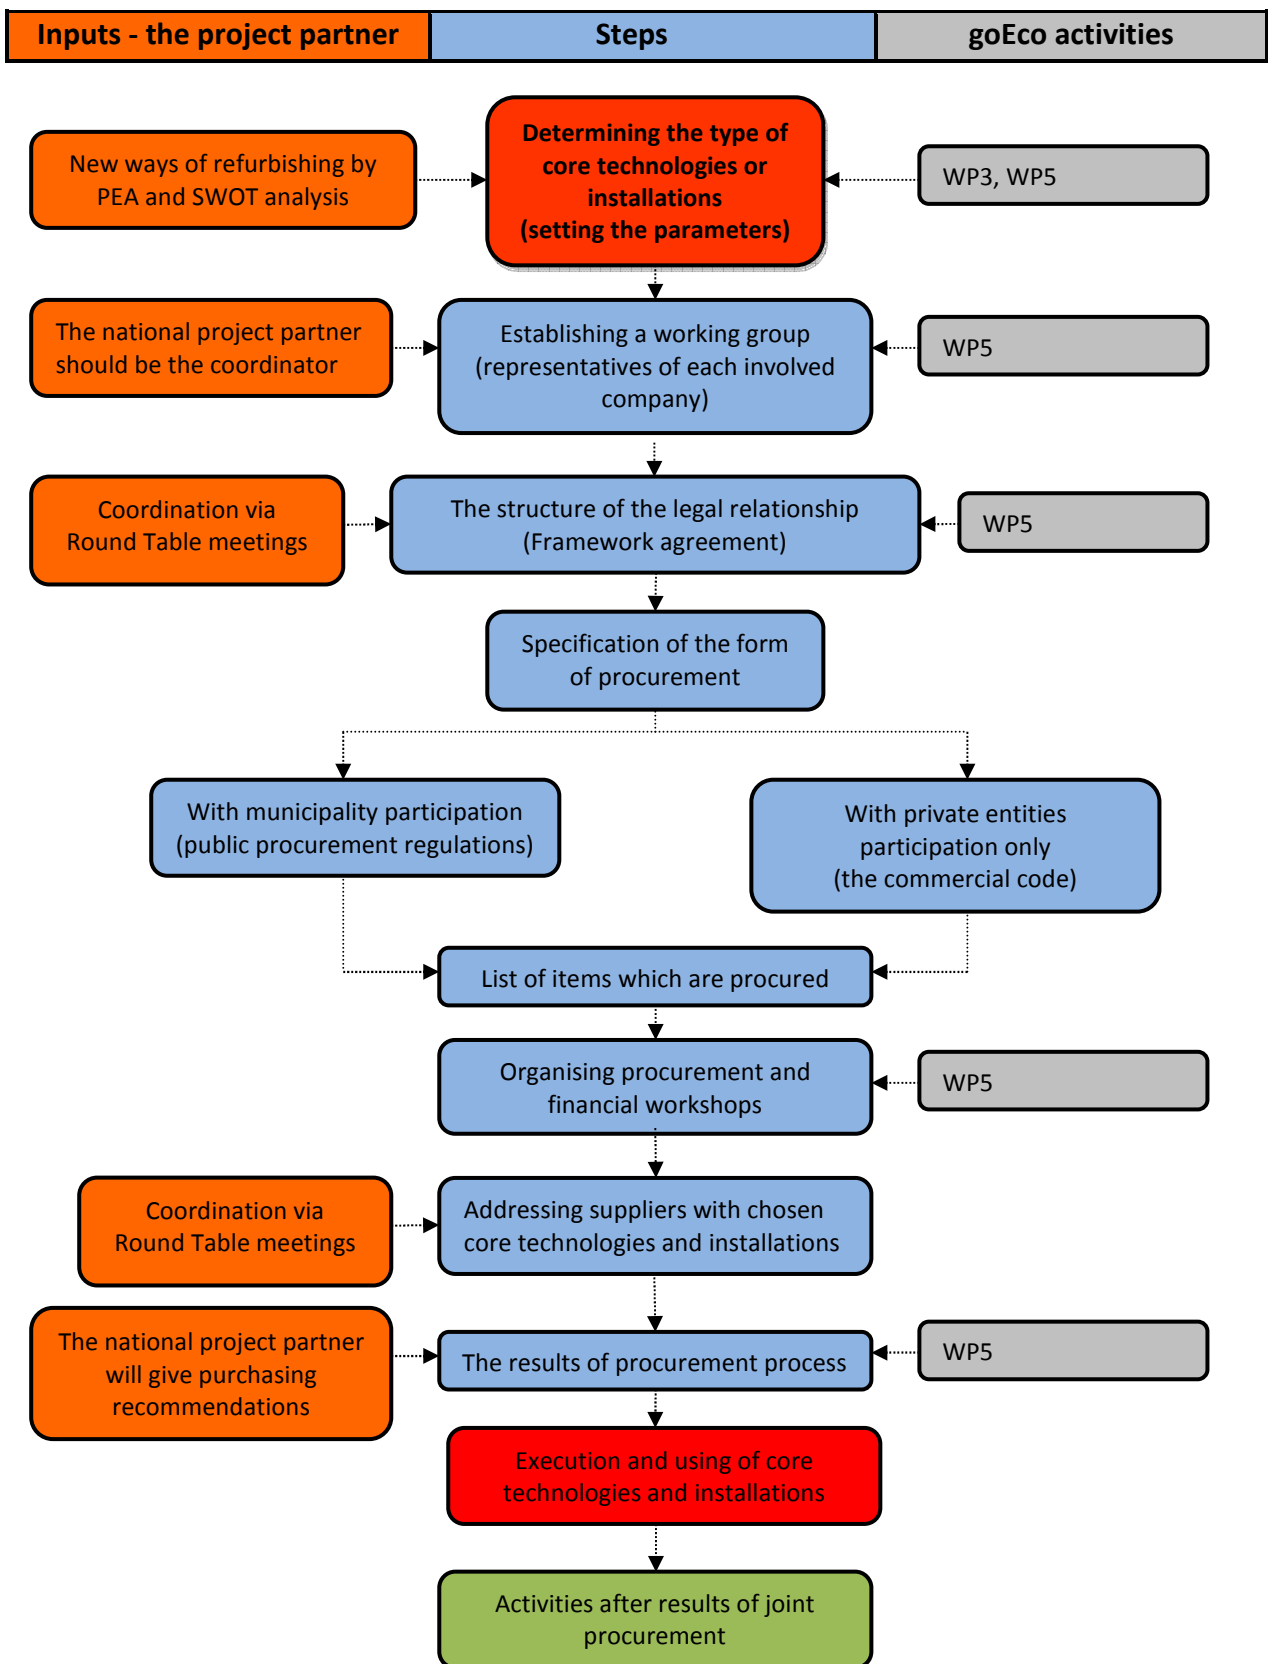 Inputs - the project partner
Steps
goEco activities
New ways of refurbishing by
PEA and SWOT analysis
Determining the type of
core technologies or
installations
(setting the parameters)
WP3, WP5
The national project partner
should be the coordinator
Establishing a working group
(representatives of each involved
company)
WP5
Coordination via
Round Table meetings
The structure of the legal relationship
(Framework agreement)
WP5
Specification of the form
of procurement
With municipality participation
(public procurement regulations)
With private entities
participation only
(the commercial code)
List of items which are procured
Organising procurement and
financial workshops
WP5
Coordination via
Round Table meetings
Addressing suppliers with chosen
core technologies and installations
The national project partner
will give purchasing
recommendations
The results of procurement process
WP5
Execution and using of core
technologies and installations
Activities after results of joint
procurement